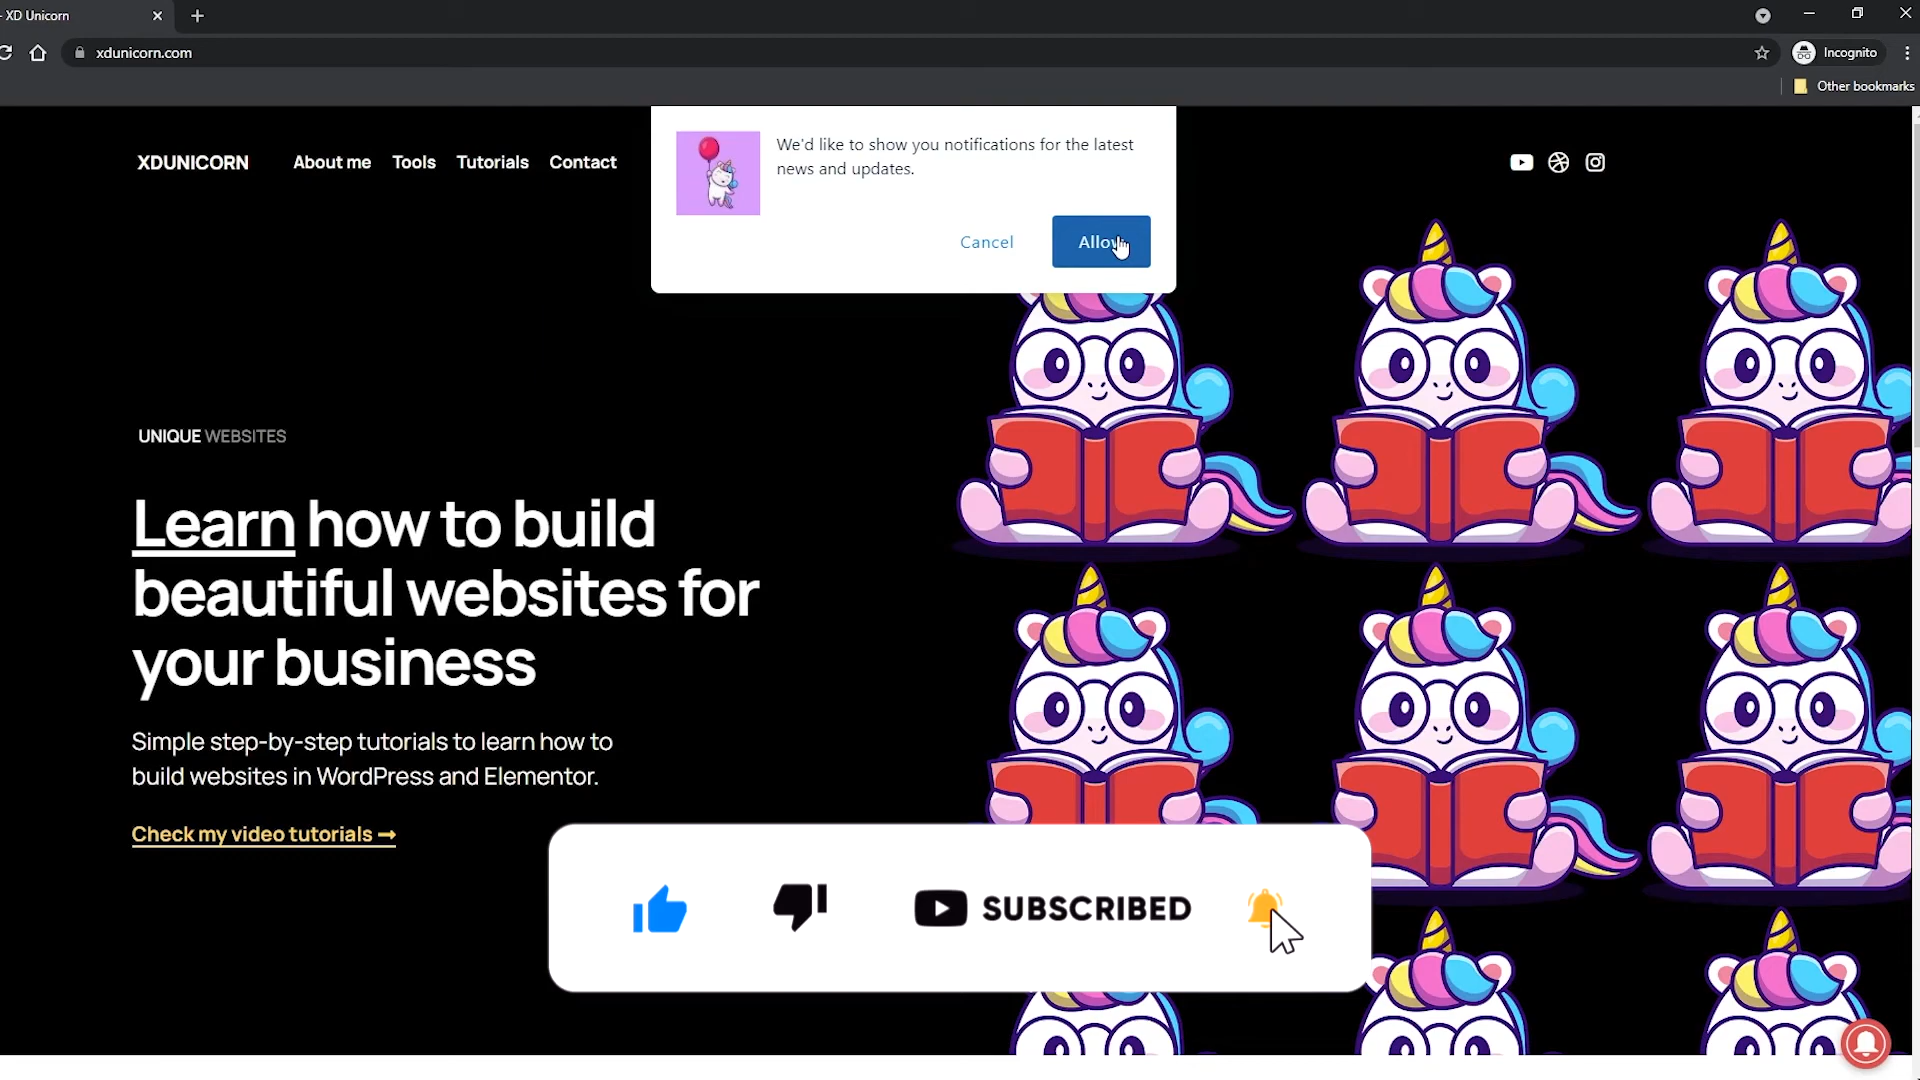 XD Unicorn
xdunicorn.com
Incognito
Other bookmarks
XDUNICORN
About me
Tools
Tutorials
Contact
We'd like to show you notifications for the latest
news and updates.
Cancel
Allow
UNIQUE WEBSITES
Learn how to build
beautiful websites for
your business
Simple step-by-step tutorials to learn how to
build websites in WordPress and Elementor.
Check my video tutorials →
SUBSCRIBED